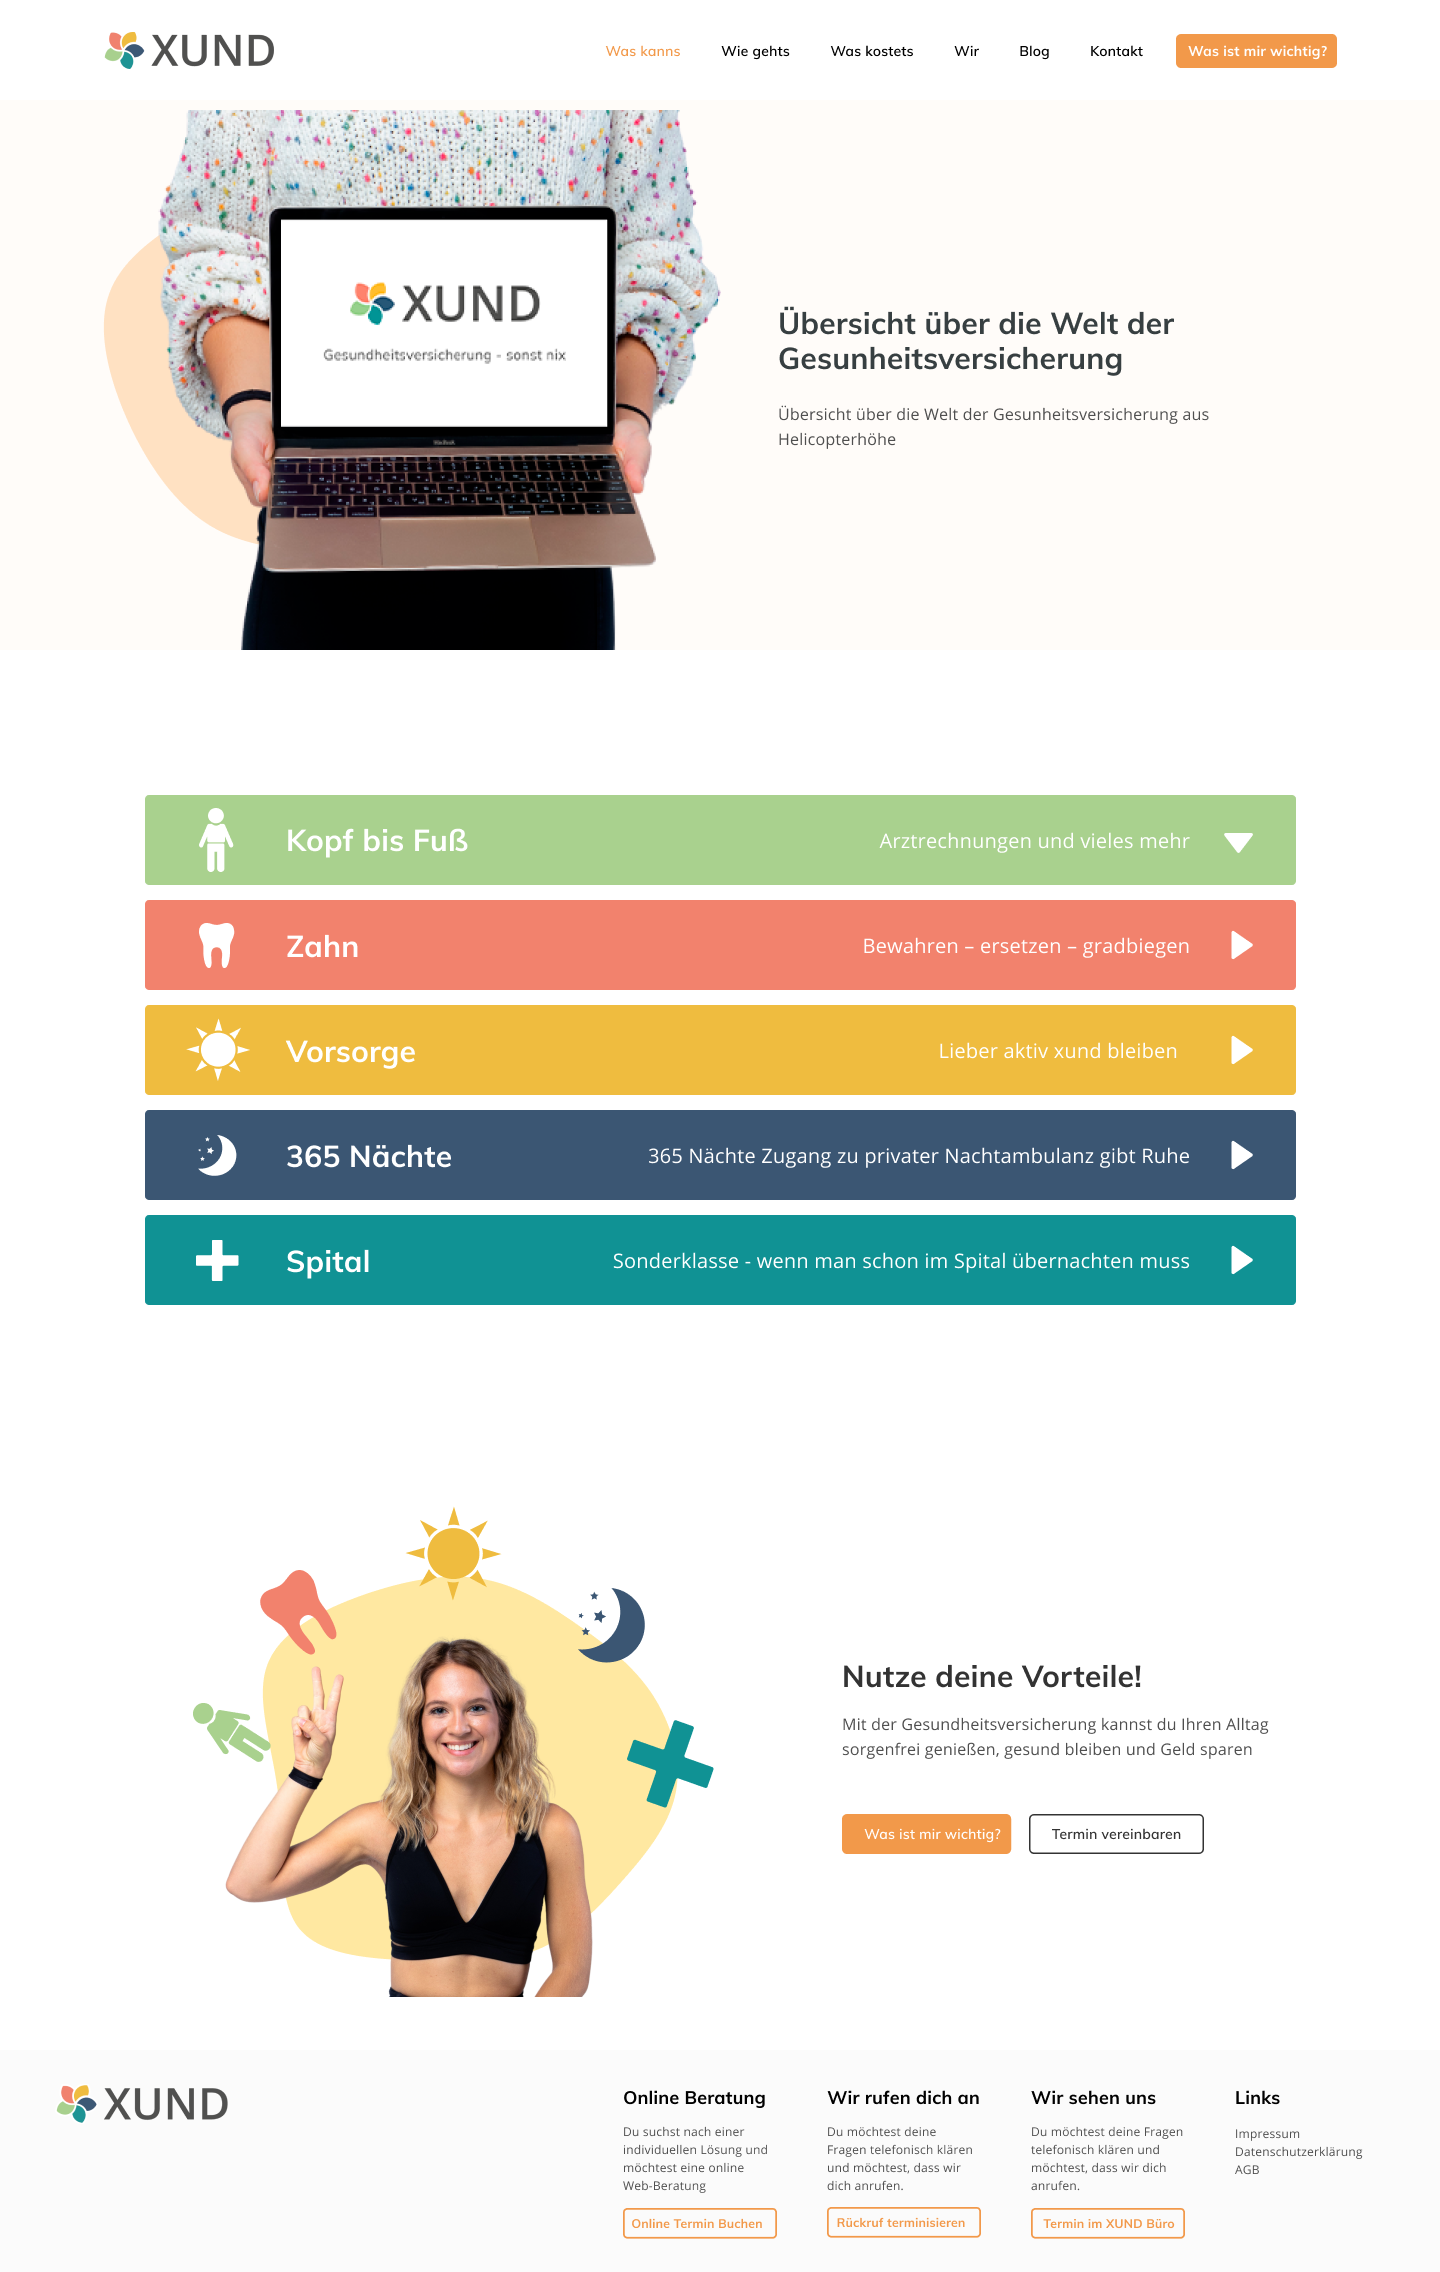 XUND
Was kanns
Wie gehts
Was kostets
Wir
Blog
Kontakt
Was ist mir wichtig?
XUND
Gesundheitsversicherung - sonst nix
MacBook
Übersicht über die Welt der
Gesunheitsversicherung
Übersicht über die Welt der Gesunheitsversicherung aus
Helicopterhöhe
Kopf bis Fuß
Arztrechnungen und vieles mehr
Zahn
Bewahren – ersetzen – gradbiegen
Vorsorge
Lieber aktiv xund bleiben
365 Nächte
365 Nächte Zugang zu privater Nachtambulanz gibt Ruhe
Spital
Sonderklasse - wenn man schon im Spital übernachten muss
Nutze deine Vorteile!
Mit der Gesundheitsversicherung kannst du Ihren Alltag
sorgenfrei genießen, gesund bleiben und Geld sparen
Was ist mir wichtig?
Termin vereinbaren
XUND
Online Beratung
Du suchst nach einer
individuellen Lösung und
möchtest eine online
Web-Beratung
Online Termin Buchen
Wir rufen dich an
Du möchtest deine
Fragen telefonisch klären
und möchtest, dass wir
dich anrufen.
Rückruf terminisieren
Wir sehen uns
Du möchtest deine Fragen
telefonisch klären und
möchtest, dass wir dich
anrufen.
Termin im XUND Büro
Links
Impressum
Datenschutzerklärung
AGB